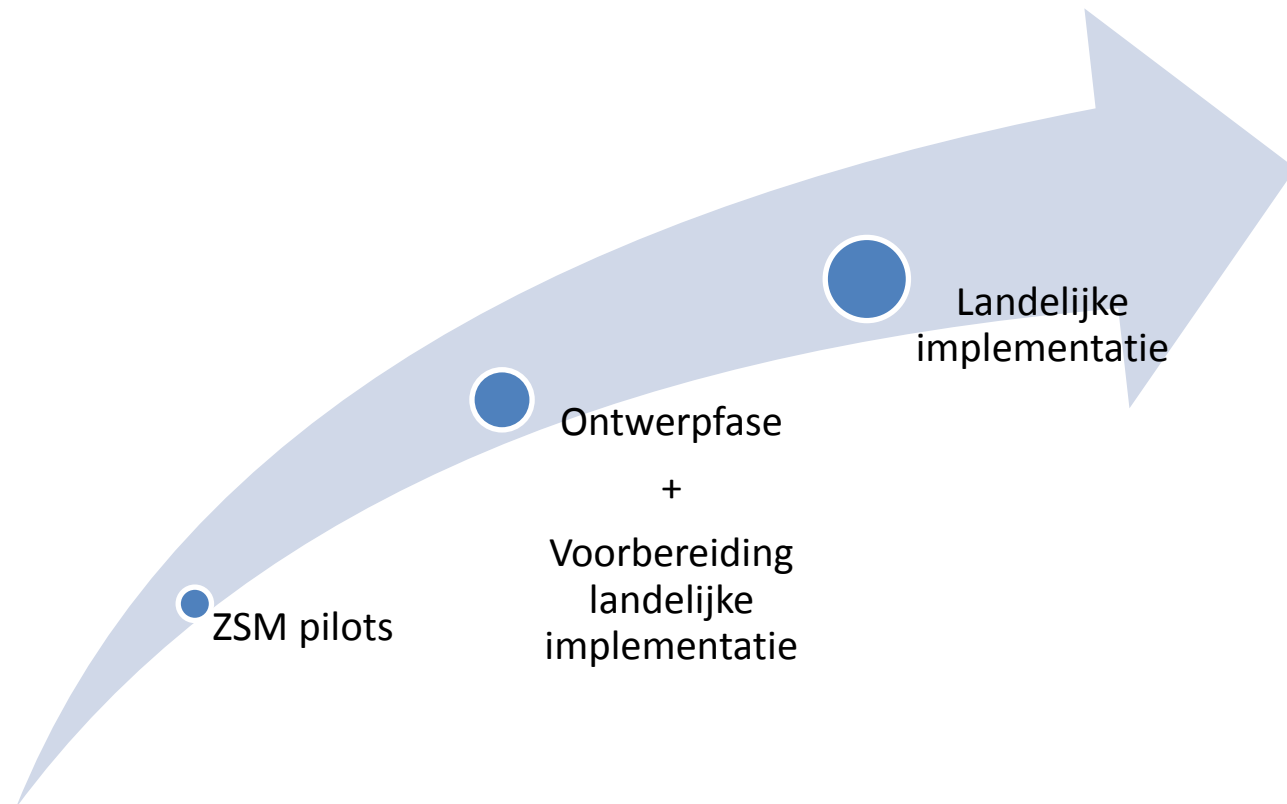 ZSM pilots
Ontwerpfase
+
Voorbereiding
landelijke
implementatie
Landelijke
implementatie